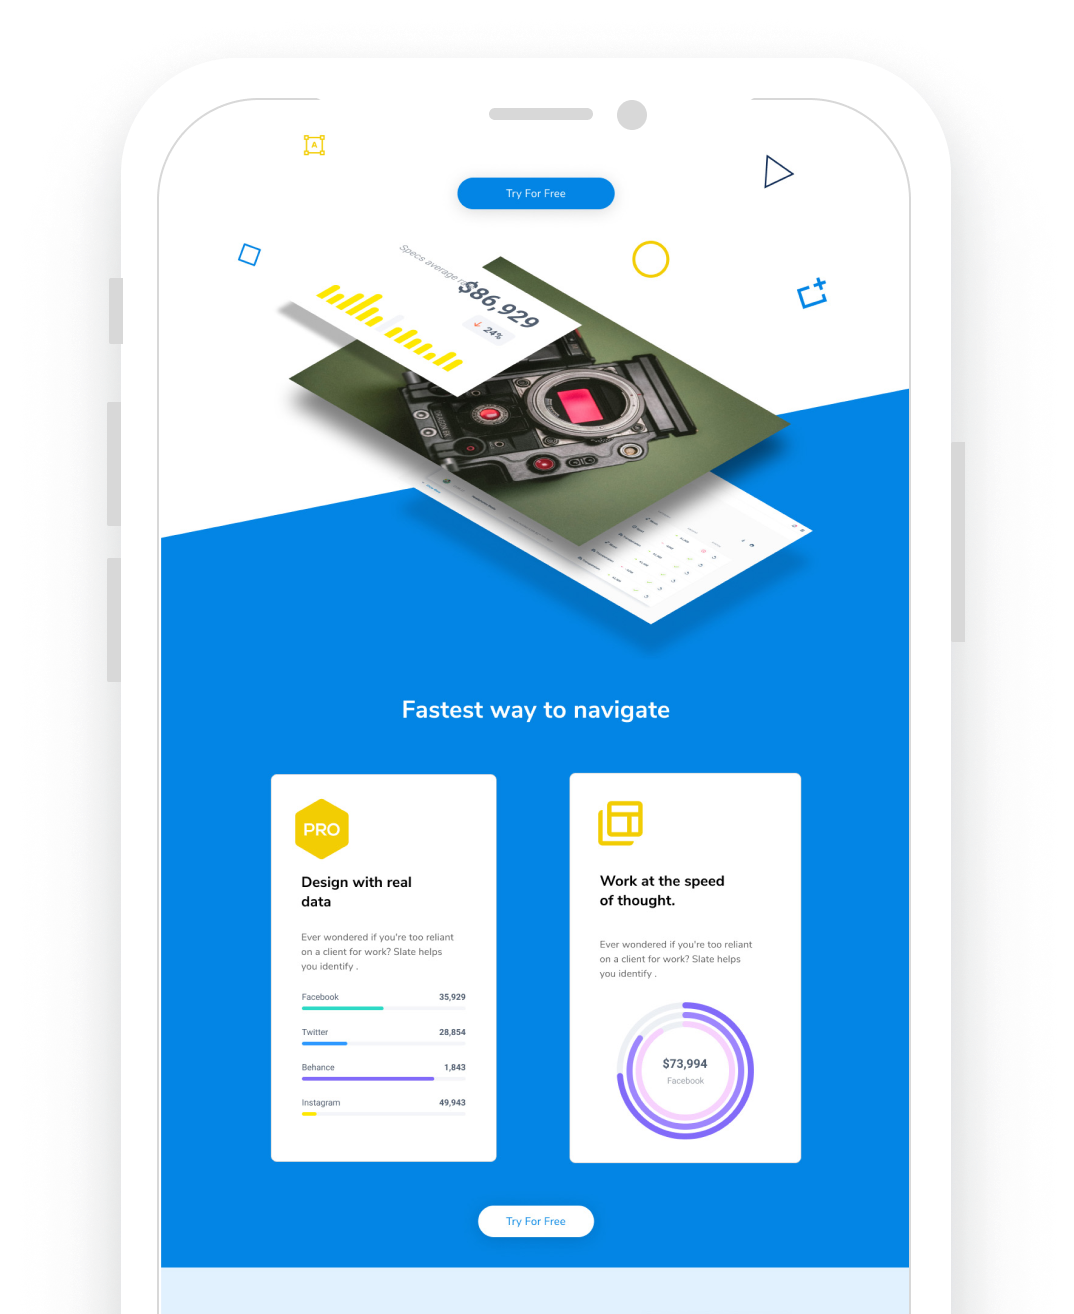 A
Try For Free
Specs average
$86,929
24%
Fastest way to navigate
PRO
Design with real
data
Ever wondered if you're too reliant
on a client for work? Slate helps
you identify .
Facebook 35,929
Twitter 28,854
Behance 1,843
Instagram 49,943
Work at the speed
of thought.
Ever wondered if you're too reliant
on a client for work? Slate helps
you identify .
$73,994
Facebook
Try For Free